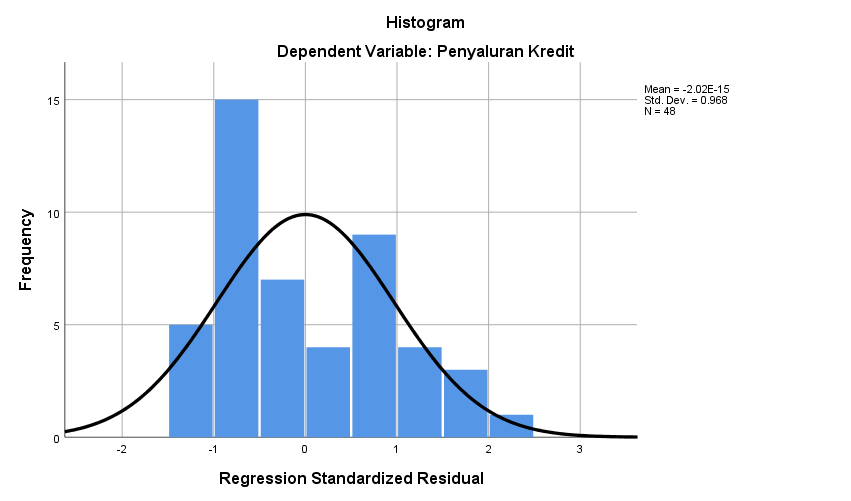 Histogram
Dependent Variable: Penyaluran Kredit
Mean = -2.02E-15
Std. Dev. = 0.968
N = 48
Frequency
15
10
5
0
-2
-1
0
1
2
3
Regression Standardized Residual